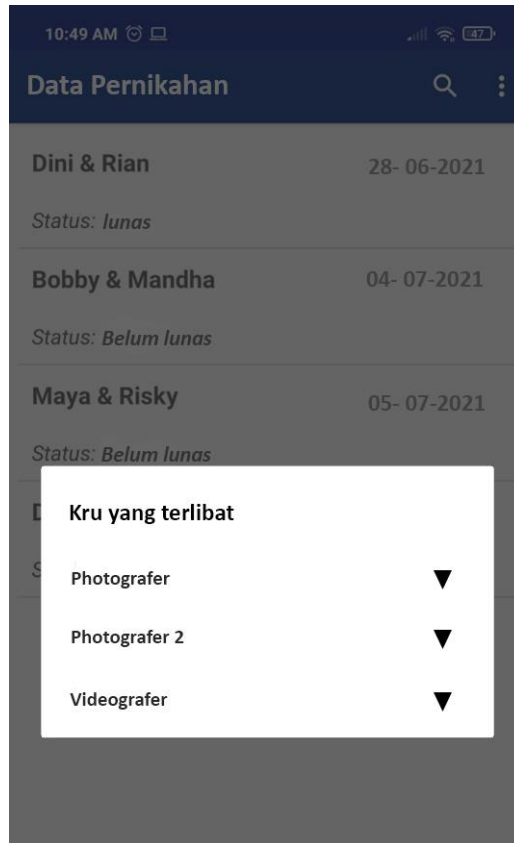 10:49 AM 47
Data Pernikahan
Dini & Rian 28- 06-2021
Status: lunas
Bobby & Mandha 04- 07-2021
Status: Belum lunas
Maya & Risky 05- 07-2021
Status: Belum lunas
Kru yang terlibat
Photografer
Photografer 2
Videografer